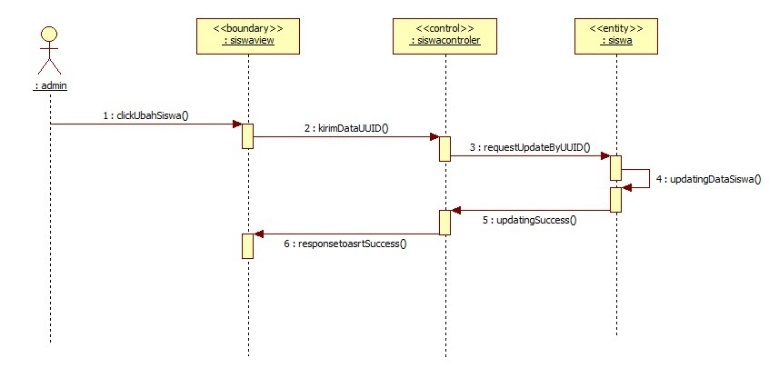 <<boundary>>
: siswaview
<<control>>
: siswacontroler
<<entity>>
: siswa
: admin
1 : clickUbahSiswa()
2 : kirimDataUUID()
3 : requestUpdateByUUID()
4 : updatingDataSiswa()
5 : updatingSuccess()
6 : responsetoasrtSuccess()